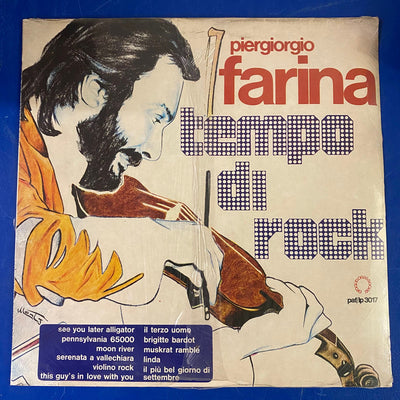 piergiorgio
farina
tempo
di
rock
pat/lp 3017
see you later alligator
pennsylvania 65000
moon river
serenata a vallechiara
violino rock
this guy's in love with you
il terzo uomo
brigitte bardot
muskrat ramble
linda
il più bel giorno di
settembre